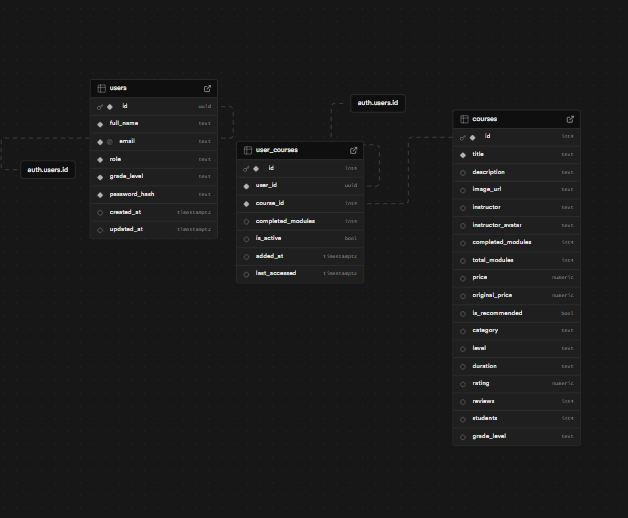 users
id uuid
full_name text
email text
role text
grade_level text
password_hash text
created_at timestamptz
updated_at timestamptz
auth.users.id
auth.users.id
user_courses
id int4
user_id uuid
course_id int4
completed_modules int4
is_active bool
added_at timestamptz
last_accessed timestamptz
courses
id int4
title text
description text
image_url text
instructor text
instructor_avatar text
completed_modules int4
total_modules int4
price numeric
original_price numeric
is_recommended bool
category text
level text
duration text
rating numeric
reviews int4
students int4
grade_level text